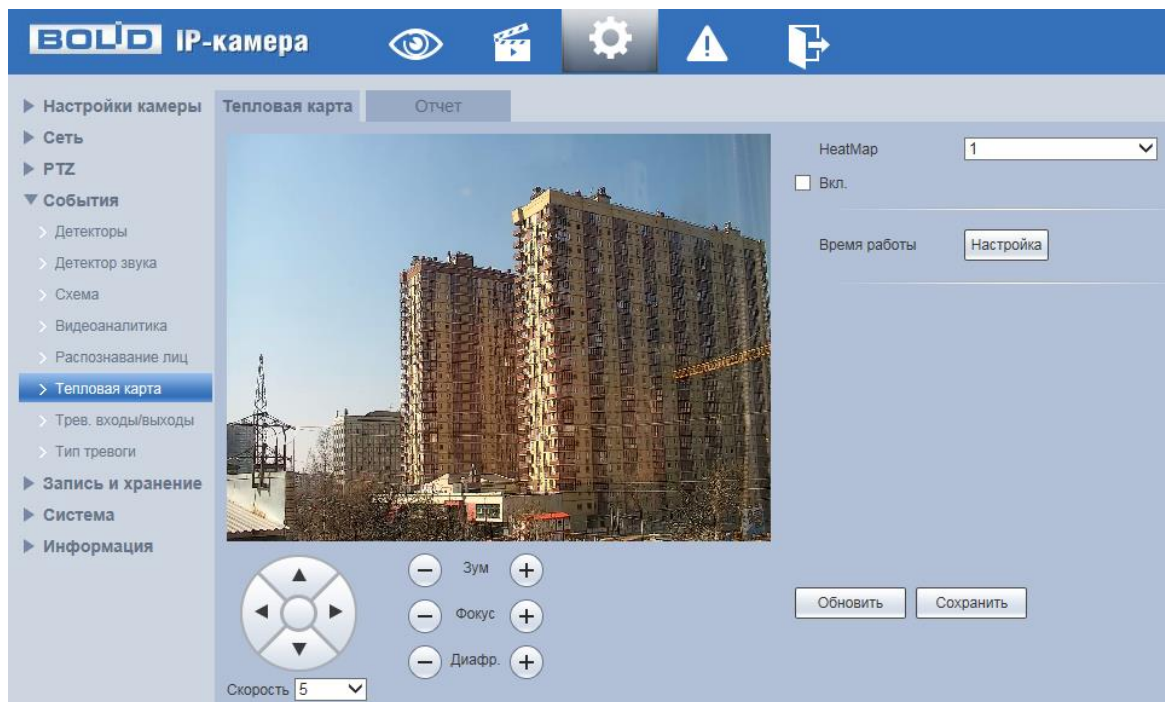 BOLID IP-камера
Настройки камеры
Сеть
PTZ
События
Детекторы
Детектор звука
Схема
Видеоаналитика
Распознавание лиц
Тепловая карта
Трев. входы/выходы
Тип тревоги
Запись и хранение
Система
Информация
Тепловая карта
Отчет
HeatMap 1
Вкл.
Время работы Настройка
Зум
Фокус
Диафр.
Скорость 5
Обновить Сохранить